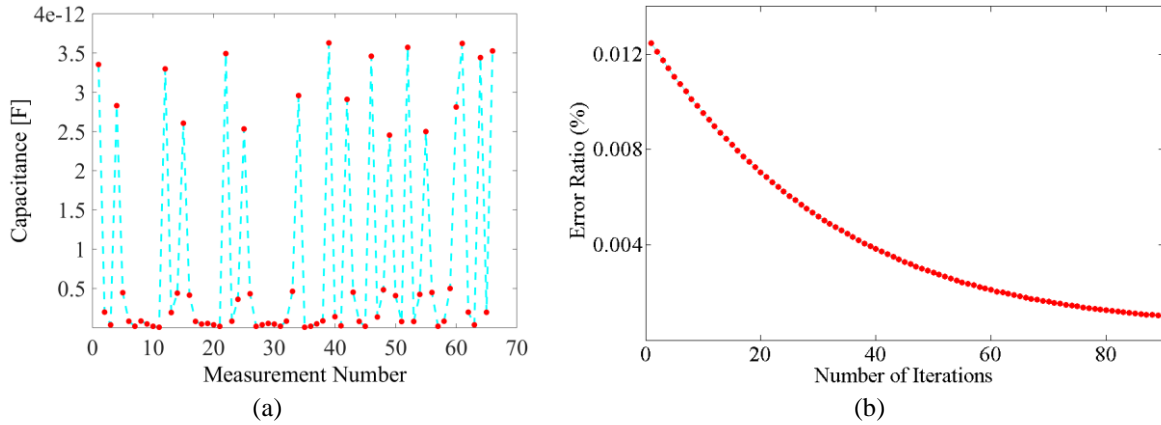 4e-12
3.5
3
2.5
2
1.5
1
0.5
0 10 20 30 40 50 60 70
Capacitance [F]
Measurement Number
(a)
0.012
0.008
0.004
0 20 40 60 80
Error Ratio (%)
Number of Iterations
(b)